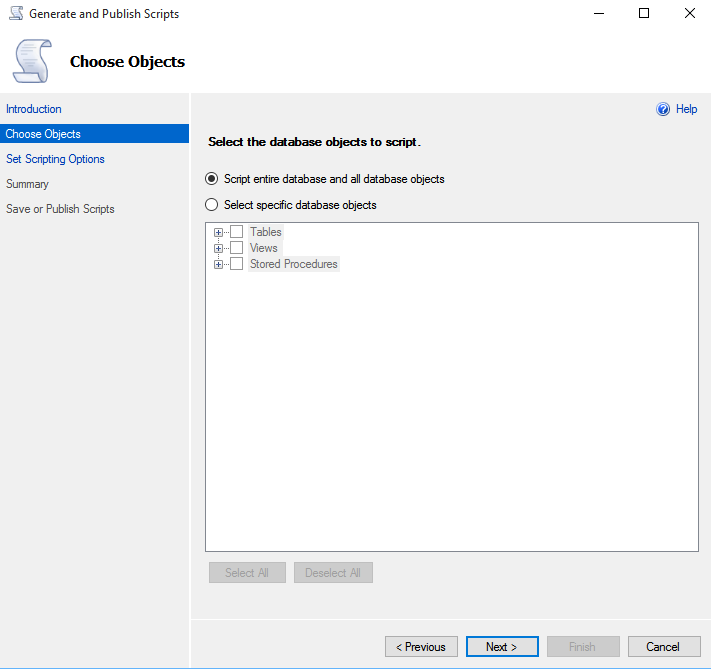 Generate and Publish Scripts
Choose Objects
Introduction
Choose Objects
Set Scripting Options
Summary
Save or Publish Scripts
Help
Select the database objects to script.
Script entire database and all database objects
Select specific database objects
Tables
Views
Stored Procedures
Select All
Deselect All
< Previous
Next >
Finish
Cancel